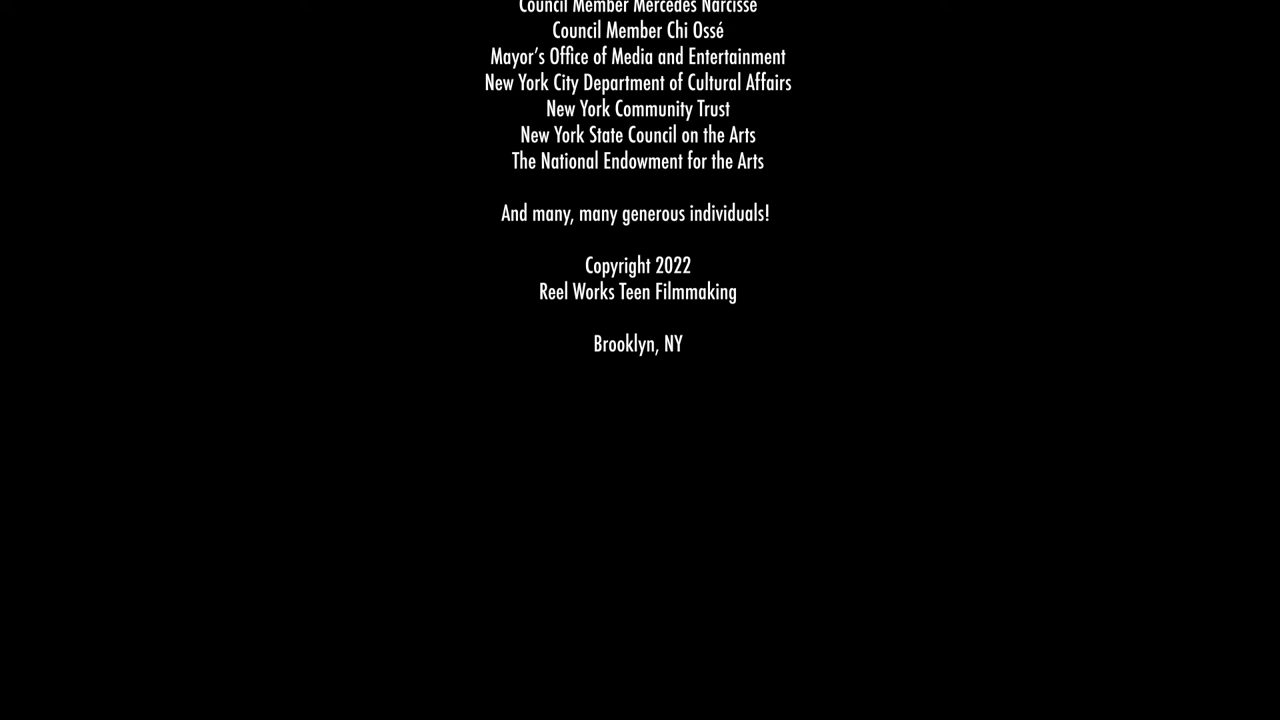 Council Member Mercedes Narcisse
Council Member Chi Ossé
Mayor’s Office of Media and Entertainment
New York City Department of Cultural Affairs
New York Community Trust
New York State Council on the Arts
The National Endowment for the Arts
And many, many generous individuals!
Copyright 2022
Reel Works Teen Filmmaking
Brooklyn, NY